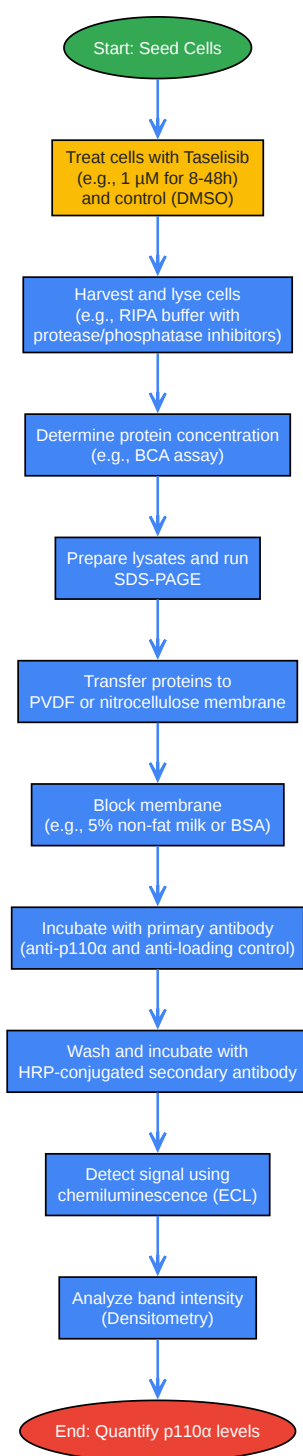 Start: Seed Cells
Treat cells with Taselisib
(e.g., 1 µM for 8-48h)
and control (DMSO)
Harvest and lyse cells
(e.g., RIPA buffer with
protease/phosphatase inhibitors)
Determine protein concentration
(e.g., BCA assay)
Prepare lysates and run
SDS-PAGE
Transfer proteins to
PVDF or nitrocellulose membrane
Block membrane
(e.g., 5% non-fat milk or BSA)
Incubate with primary antibody
(anti-p110α and anti-loading control)
Wash and incubate with
HRP-conjugated secondary antibody
Detect signal using
chemiluminescence (ECL)
Analyze band intensity
(Densitometry)
End: Quantify p110α levels